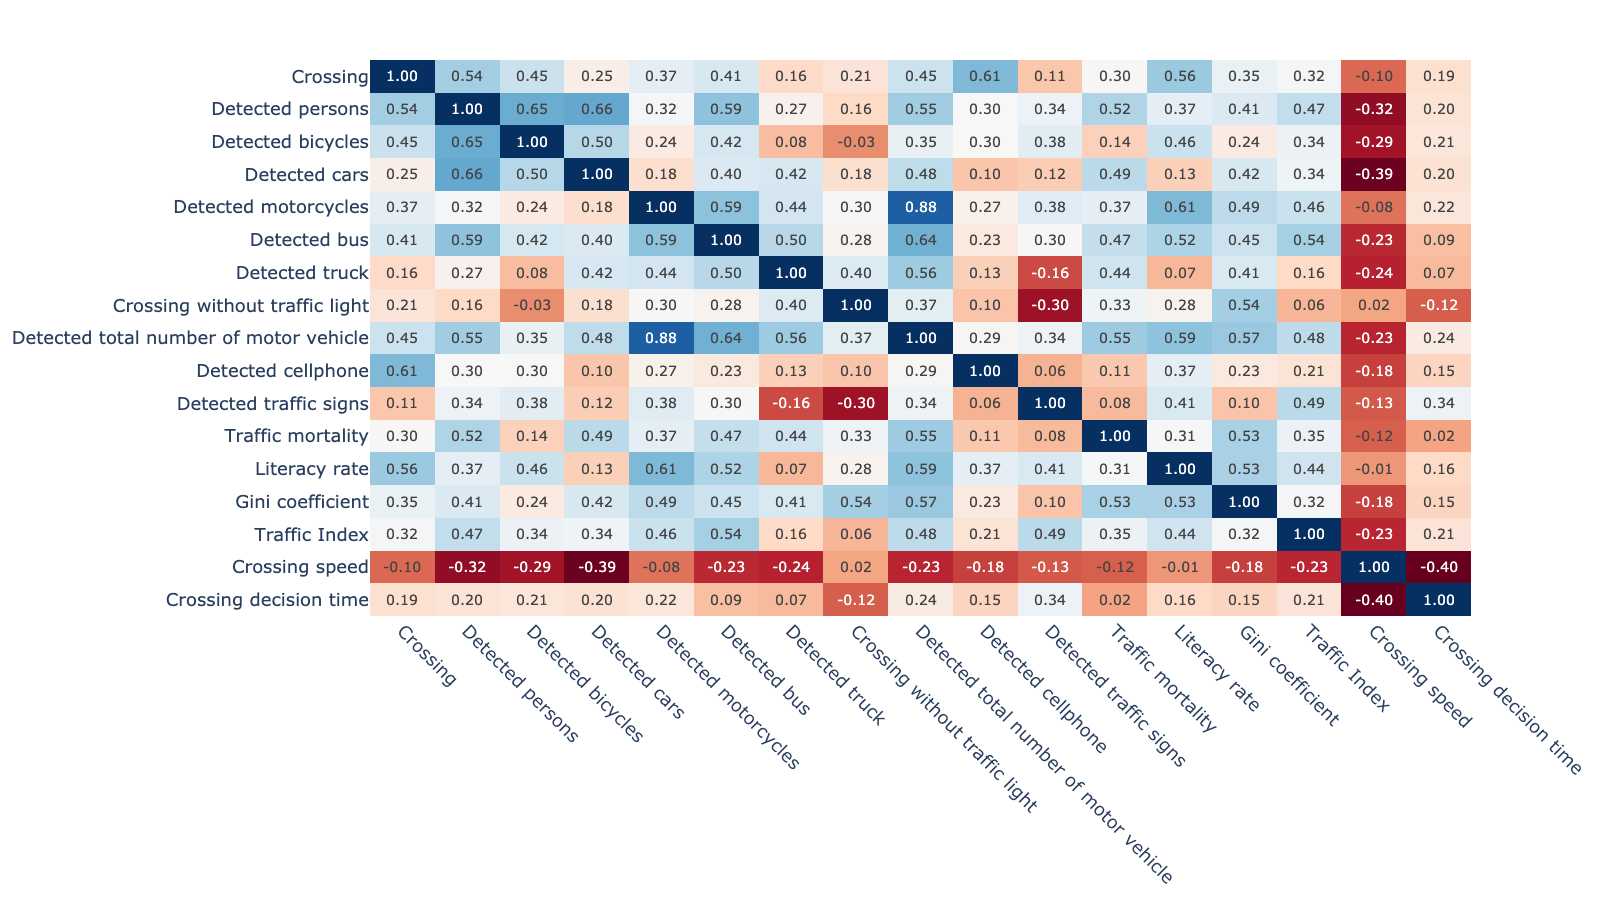 Crossing 1.00 0.54 0.45 0.25 0.37 0.41 0.16 0.21 0.45 0.61 0.11 0.30 0.56 0.35 0.32 -0.10 0.19
Detected persons 0.54 1.00 0.65 0.66 0.32 0.59 0.27 0.16 0.55 0.30 0.34 0.52 0.37 0.41 0.47 -0.32 0.20
Detected bicycles 0.45 0.65 1.00 0.50 0.24 0.42 0.08 -0.03 0.35 0.30 0.38 0.14 0.46 0.24 0.34 -0.29 0.21
Detected cars 0.25 0.66 0.50 1.00 0.18 0.40 0.42 0.18 0.48 0.10 0.12 0.49 0.13 0.42 0.34 -0.39 0.20
Detected motorcycles 0.37 0.32 0.24 0.18 1.00 0.59 0.44 0.30 0.88 0.27 0.38 0.37 0.61 0.49 0.46 -0.08 0.22
Detected bus 0.41 0.59 0.42 0.40 0.59 1.00 0.50 0.28 0.64 0.23 0.30 0.47 0.52 0.45 0.54 -0.23 0.09
Detected truck 0.16 0.27 0.08 0.42 0.44 0.50 1.00 0.40 0.56 0.13 -0.16 0.44 0.07 0.41 0.16 -0.24 0.07
Crossing without traffic light 0.21 0.16 -0.03 0.18 0.30 0.28 0.40 1.00 0.37 0.10 -0.30 0.33 0.28 0.54 0.06 0.02 -0.12
Detected total number of motor vehicle 0.45 0.55 0.35 0.48 0.88 0.64 0.56 0.37 1.00 0.29 0.34 0.55 0.59 0.57 0.48 -0.23 0.24
Detected cellphone 0.61 0.30 0.30 0.10 0.27 0.23 0.13 0.10 0.29 1.00 0.06 0.11 0.37 0.23 0.21 -0.18 0.15
Detected traffic signs 0.11 0.34 0.38 0.12 0.38 0.30 -0.16 -0.30 0.34 0.06 1.00 0.08 0.41 0.10 0.49 -0.13 0.34
Traffic mortality 0.30 0.52 0.14 0.49 0.37 0.47 0.44 0.33 0.55 0.11 0.08 1.00 0.31 0.53 0.35 -0.12 0.02
Literacy rate 0.56 0.37 0.46 0.13 0.61 0.52 0.07 0.28 0.59 0.37 0.41 0.31 1.00 0.53 0.44 -0.01 0.16
Gini coefficient 0.35 0.41 0.24 0.42 0.49 0.45 0.41 0.54 0.57 0.23 0.10 0.53 0.53 1.00 0.32 -0.18 0.15
Traffic Index 0.32 0.47 0.34 0.34 0.46 0.54 0.16 0.06 0.48 0.21 0.49 0.35 0.44 0.32 1.00 -0.23 0.21
Crossing speed -0.10 -0.32 -0.29 -0.39 -0.08 -0.23 -0.24 0.02 -0.23 -0.18 -0.13 -0.12 -0.01 -0.18 -0.23 1.00 -0.40
Crossing decision time 0.19 0.20 0.21 0.20 0.22 0.09 0.07 -0.12 0.24 0.15 0.34 0.02 0.16 0.15 0.21 -0.40 1.00
Crossing
Detected persons
Detected bicycles
Detected cars
Detected motorcycles
Detected bus
Detected truck
Crossing without traffic light
Detected total number of motor vehicle
Detected cellphone
Detected traffic signs
Traffic mortality
Literacy rate
Gini coefficient
Traffic Index
Crossing speed
Crossing decision time